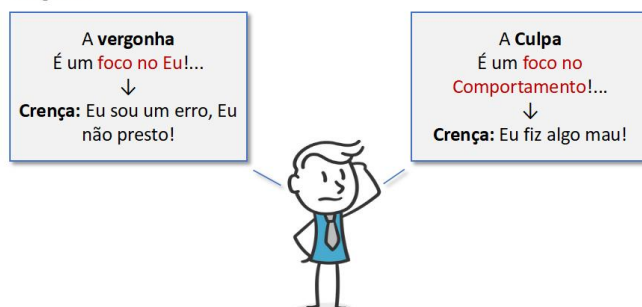 A vergonha
É um foco no Eu!...
↓
Crença: Eu sou um erro, Eu
não presto!
A Culpa
É um foco no
Comportamento!...
↓
Crença: Eu fiz algo mau!